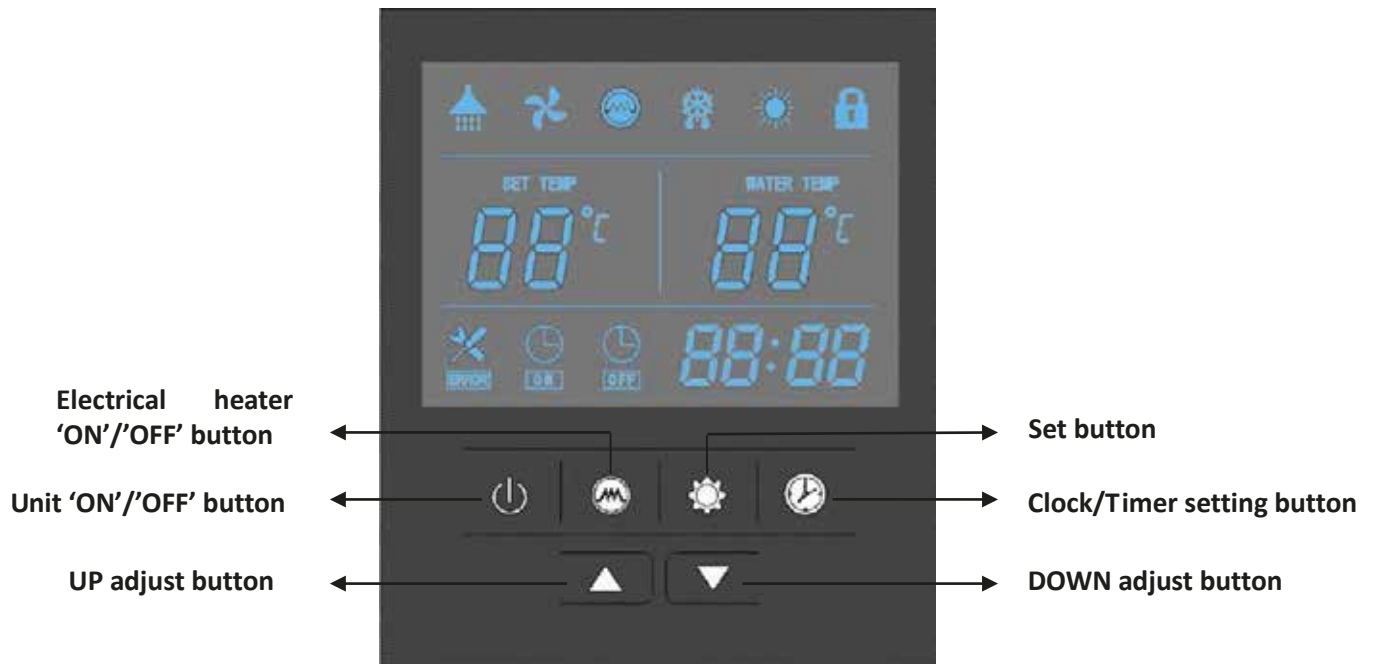 SET TEMP
WATER TEMP
88°C
88°C
ERROR
ON
OFF
88:88
Electrical heater
‘ON’/’OFF’ button
Set button
Unit ‘ON’/’OFF’ button
Clock/Timer setting button
UP adjust button
DOWN adjust button